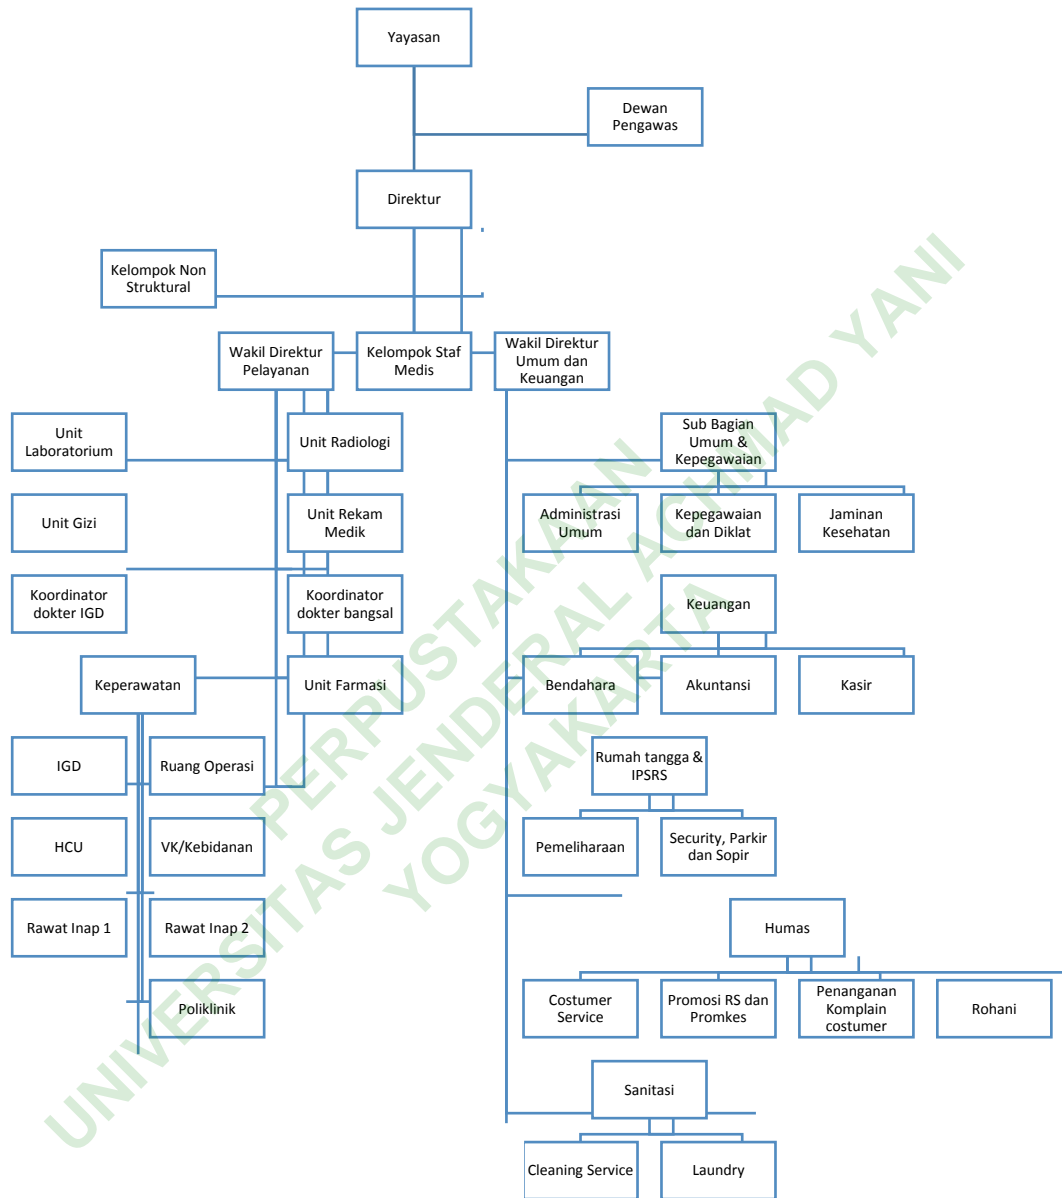 Yayasan
Dewan
Pengawas
Direktur
Kelompok Non
Struktural
Wakil Direktur
Pelayanan
Kelompok Staf
Medis
Wakil Direktur
Umum dan
Keuangan
Unit
Laboratorium
Unit Radiologi
Sub Bagian
Umum &
Kepegawaian
Unit Gizi
Unit Rekam
Medik
Administrasi
Umum
Kepegawaian
dan Diklat
Jaminan
Kesehatan
Koordinator
dokter IGD
Koordinator
dokter bangsal
Keuangan
Keperawatan
Unit Farmasi
Bendahara
Akuntansi
Kasir
IGD
Ruang Operasi
Rumah tangga &
IPSRS
HCU
VK/Kebidanan
Pemeliharaan
Security, Parkir
dan Sopir
Rawat Inap 1
Rawat Inap 2
Humas
Poliklinik
Costumer
Service
Promosi RS dan
Promkes
Penanganan
Komplain
costumer
Rohani
Sanitasi
Cleaning Service
Laundry
PERPUSTAKAAN
UNIVERSITAS JENDERAL ACHMAD YANI
YOGYAKARTA